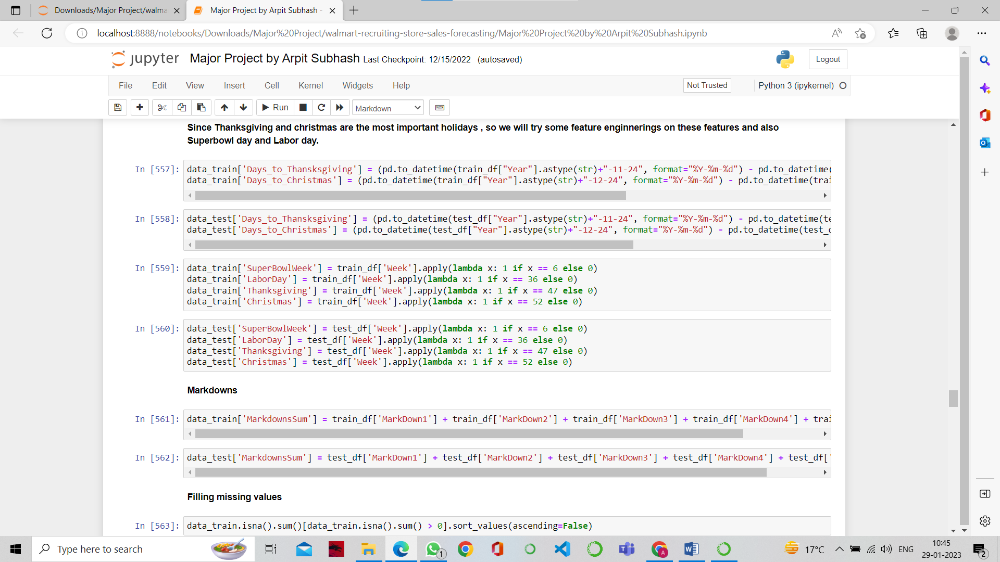 Downloads/Major Project/walma
Major Project by Arpit Subhash -
localhost:8888/notebooks/Downloads/Major%20Project/walmart-recruiting-store-sales-forecasting/Major%20Project%20by%20Arpit%20Subhash.ipynb
jupyter Major Project by Arpit Subhash Last Checkpoint: 12/15/2022 (autosaved)
Logout
File Edit View Insert Cell Kernel Widgets Help
Not Trusted
Python 3 (ipykernel)
Run
Markdown
Since Thanksgiving and christmas are the most important holidays , so we will try some feature enginnerings on these features and also
Superbowl day and Labor day.
In [557]:
data_train['Days_to_Thansksgiving'] = (pd.to_datetime(train_df["Year"].astype(str)+"-11-24", format="%Y-%m-%d") - pd.to_datetime(
data_train['Days_to_Christmas'] = (pd.to_datetime(train_df["Year"].astype(str)+"-12-24", format="%Y-%m-%d") - pd.to_datetime(trai
In [558]:
data_test['Days_to_Thansksgiving'] = (pd.to_datetime(test_df["Year"].astype(str)+"-11-24", format="%Y-%m-%d") - pd.to_datetime(te
data_test['Days_to_Christmas'] = (pd.to_datetime(test_df["Year"].astype(str)+"-12-24", format="%Y-%m-%d") - pd.to_datetime(test_d
In [559]:
data_train['SuperBowlWeek'] = train_df['Week'].apply(lambda x: 1 if x == 6 else 0)
data_train['LaborDay'] = train_df['Week'].apply(lambda x: 1 if x == 36 else 0)
data_train['Thanksgiving'] = train_df['Week'].apply(lambda x: 1 if x == 47 else 0)
data_train['Christmas'] = train_df['Week'].apply(lambda x: 1 if x == 52 else 0)
In [560]:
data_test['SuperBowlWeek'] = test_df['Week'].apply(lambda x: 1 if x == 6 else 0)
data_test['LaborDay'] = test_df['Week'].apply(lambda x: 1 if x == 36 else 0)
data_test['Thanksgiving'] = test_df['Week'].apply(lambda x: 1 if x == 47 else 0)
data_test['Christmas'] = test_df['Week'].apply(lambda x: 1 if x == 52 else 0)
Markdowns
In [561]:
data_train['MarkdownsSum'] = train_df['MarkDown1'] + train_df['MarkDown2'] + train_df['MarkDown3'] + train_df['MarkDown4'] + trai
In [562]:
data_test['MarkdownsSum'] = test_df['MarkDown1'] + test_df['MarkDown2'] + test_df['MarkDown3'] + test_df['MarkDown4'] + test_df['
Filling missing values
In [563]:
data_train.isna().sum()[data_train.isna().sum() > 0].sort_values(ascending=False)
Type here to search
1
17°C
ENG
10:45
29-01-2023
2